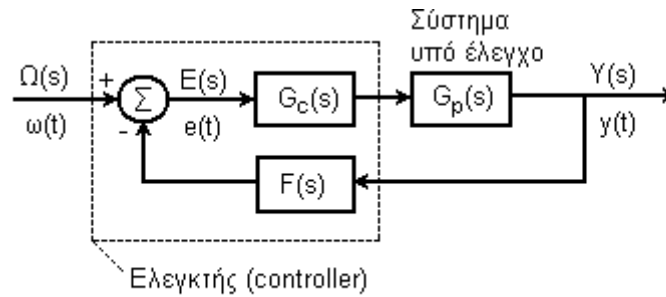 Σύστημα
υπό έλεγχο
Ω(s)
+
Σ
E(s)
G_c(s)
G_p(s)
Y(s)
ω(t)
-
e(t)
y(t)
F(s)
Ελεγκτής (controller)